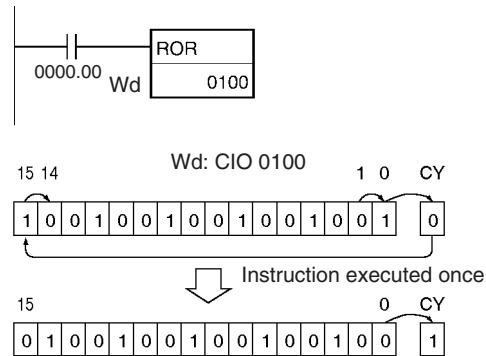 ROR
0000.00 Wd 0100
Wd: CIO 0100
15 14 1 0 CY
1 0 0 1 0 0 1 0 0 1 0 0 1 0 0 1 0
Instruction executed once
15 0 CY
0 1 0 0 1 0 0 1 0 0 1 0 0 1 0 0 1